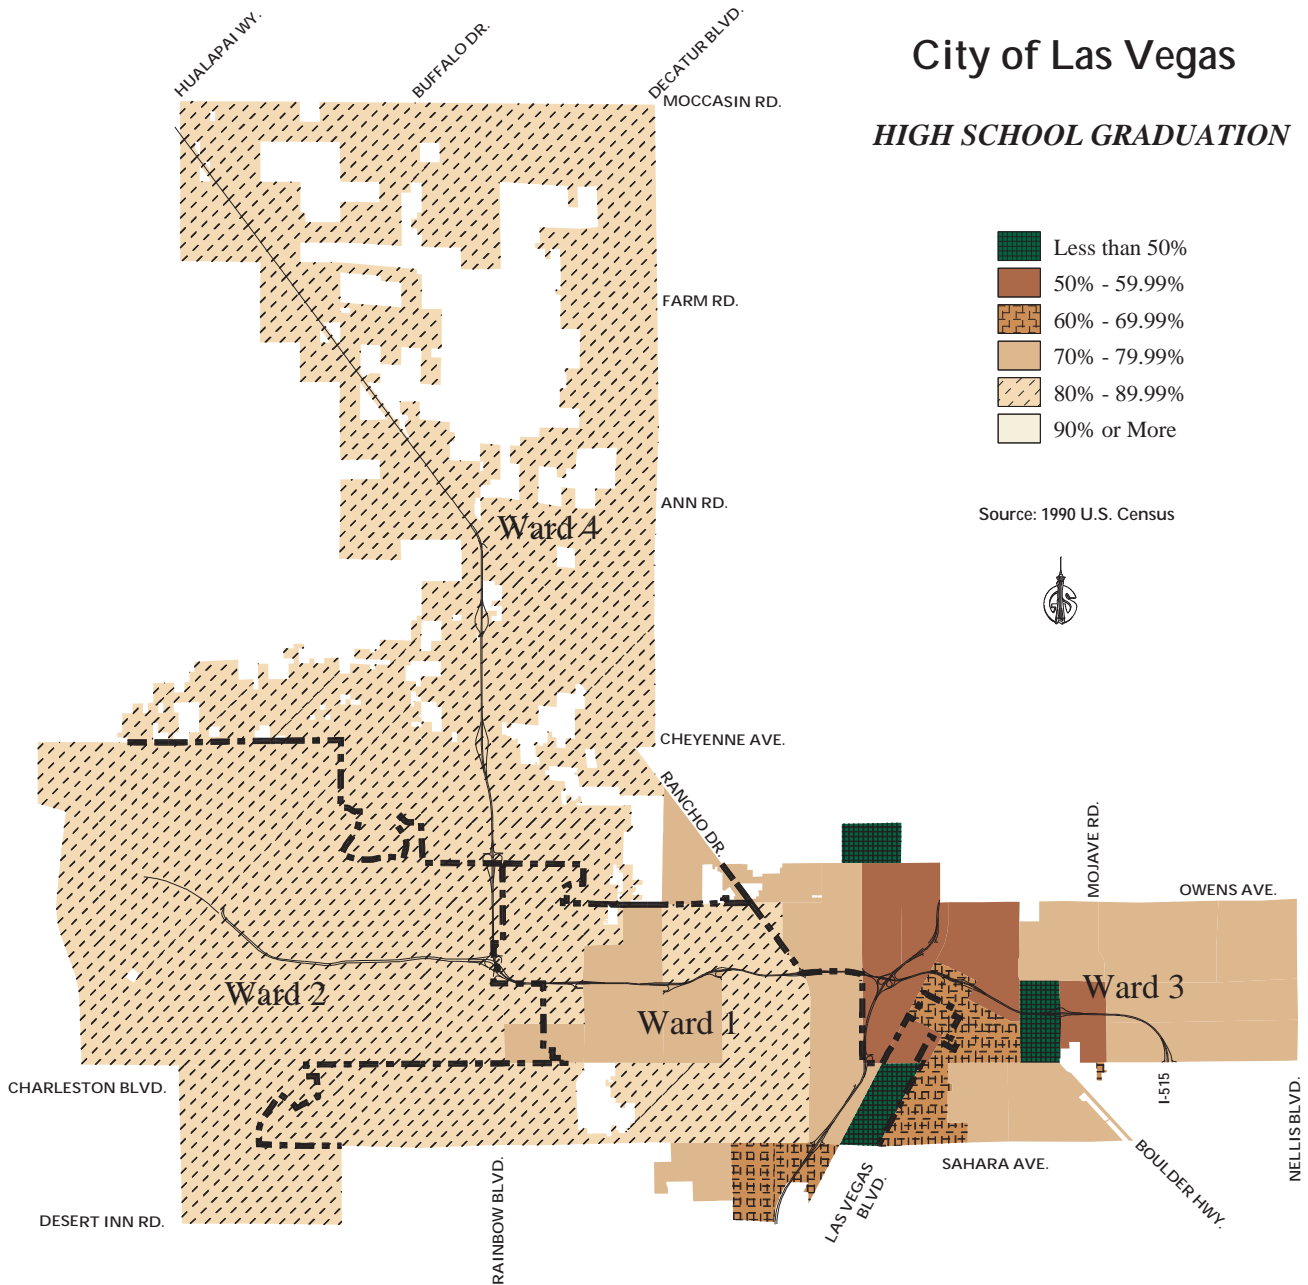 City of Las Vegas
HIGH SCHOOL GRADUATION
HUALAPAI WY.
BUFFALO DR.
DECATUR BLVD.
MOCCASIN RD.
Less than 50%
50% - 59.99%
60% - 69.99%
70% - 79.99%
80% - 89.99%
90% or More
FARM RD.
ANN RD.
Source: 1990 U.S. Census
Ward 4
CHEYENNE AVE.
RANCHO DR.
MOJAVE RD.
OWENS AVE.
Ward 2
Ward 1
Ward 3
CHARLESTON BLVD.
I-515
NELLIS BLVD.
BOULDER HWY.
SAHARA AVE.
LAS VEGAS
BLVD.
RAINBOW BLVD.
DESERT INN RD.